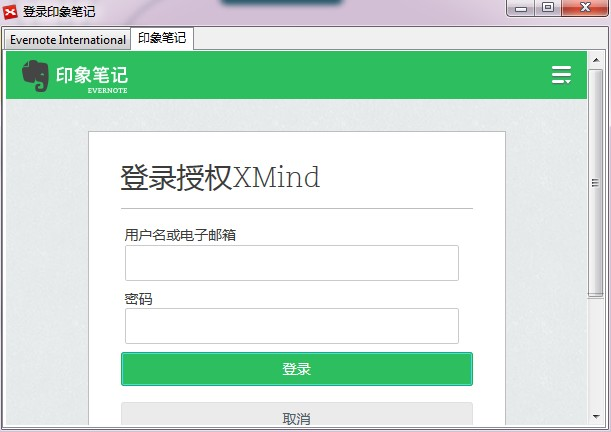 登录印象笔记
Evernote International 印象笔记
印象笔记
EVERNOTE
登录授权XMind
用户名或电子邮箱
密码
登录
取消